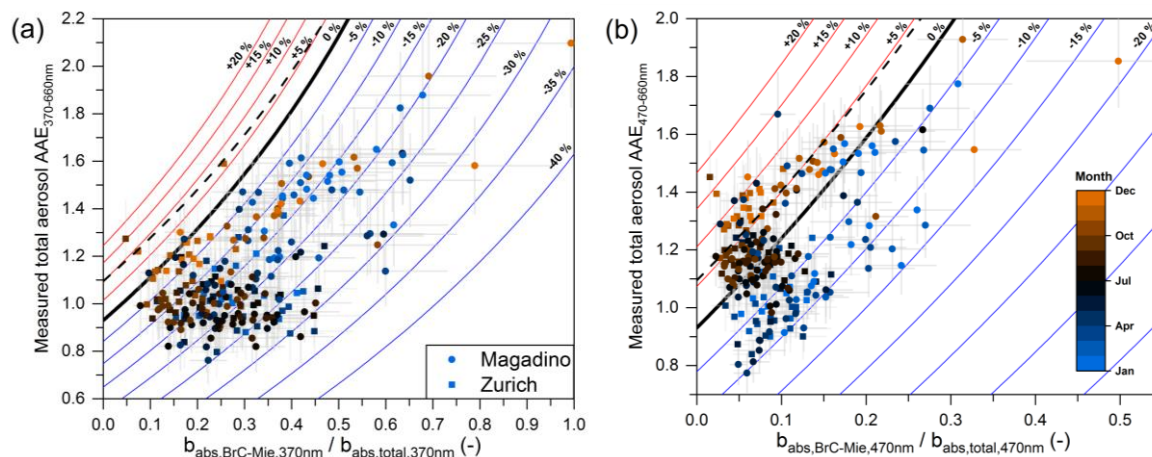 (a)
+20 %
+15 %
+10 %
+5 %
0 %
-5 %
-10 %
-15 %
-20 %
-25 %
-30 %
-35 %
-40 %
Measured total aerosol AAE370-660nm
2.2
2.0
1.8
1.6
1.4
1.2
1.0
0.8
0.6
0.0 0.1 0.2 0.3 0.4 0.5 0.6 0.7 0.8 0.9 1.0
babs,BrC-Mie,370nm / babs,total,370nm (-)
Magadino
Zurich
(b)
+20 %
+15 %
+10 %
+5 %
0 %
-5 %
-10 %
-15 %
-20 %
Measured total aerosol AAE470-660nm
2.0
1.8
1.6
1.4
1.2
1.0
0.8
0.0 0.1 0.2 0.3 0.4 0.5
babs,BrC-Mie,470nm / babs,total,470nm (-)
Month
Dec
Oct
Jul
Apr
Jan